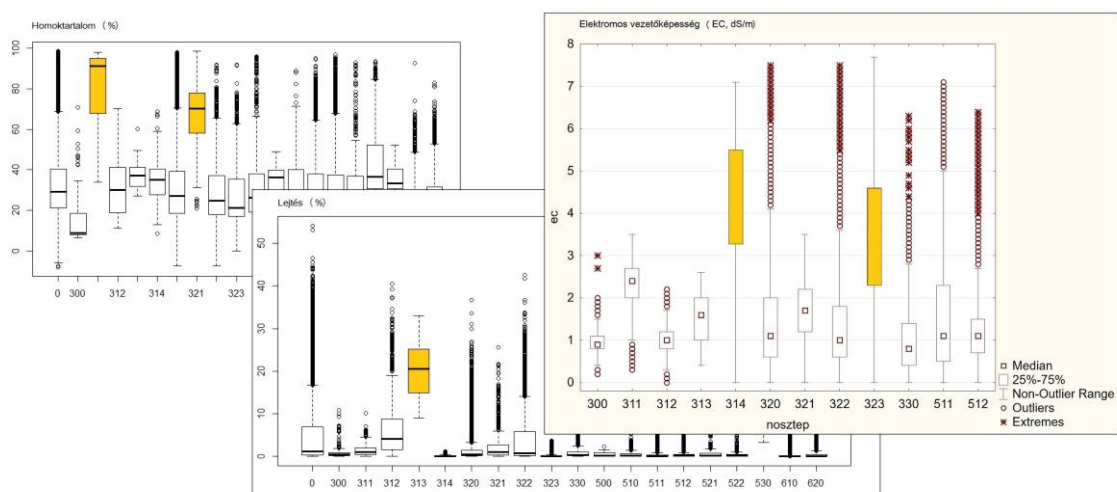 Homoktartalom (%)
100
80
60
40
20
0
0 300 312 314 321 323
Lejtés (%)
50
40
30
20
10
0
0 300 311 312 313 314 320 321 322 323 330 500 510 511 512 521 522 530 610 620
Elektromos vezetőképesség (EC, dS/m)
8
7
6
5
4
3
2
1
0
ec
300 311 312 313 314 320 321 322 323 330 511 512
nosztep
Median
25%-75%
Non-Outlier Range
Outliers
Extremes